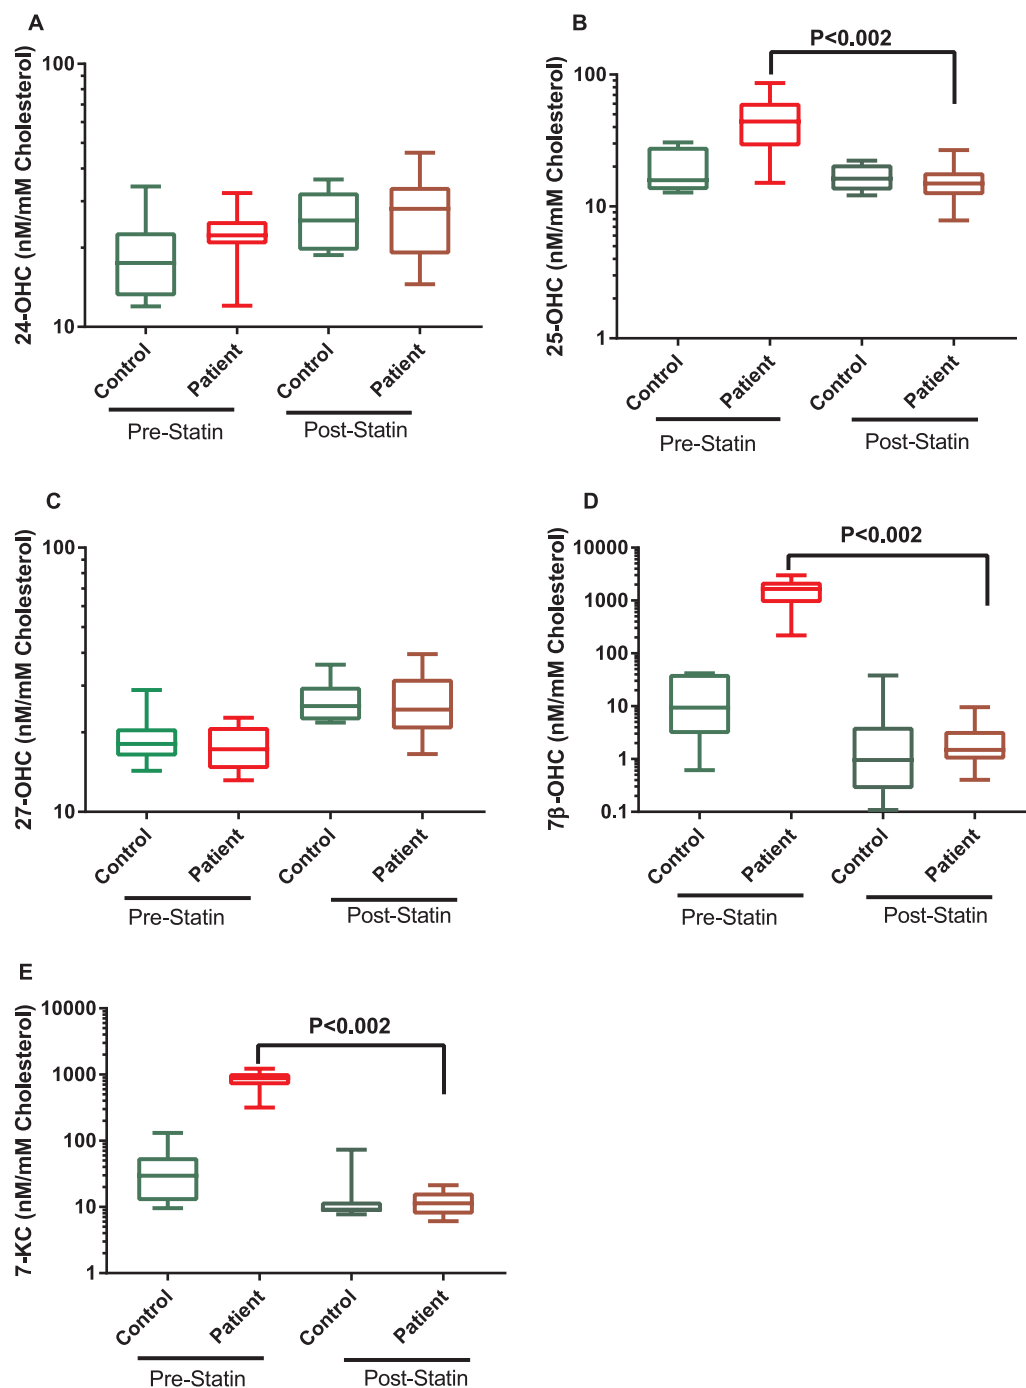 A
24-OHC (nM/mM Cholesterol)
100
10
Control
Patient
Control
Patient
Pre-Statin
Post-Statin
B
P<0.002
25-OHC (nM/mM Cholesterol)
100
10
1
Control
Patient
Control
Patient
Pre-Statin
Post-Statin
C
27-OHC (nM/mM Cholesterol)
100
10
Control
Patient
Control
Patient
Pre-Statin
Post-Statin
D
P<0.002
7β-OHC (nM/mM Cholesterol)
10000
1000
100
10
1
0.1
Control
Patient
Control
Patient
Pre-Statin
Post-Statin
E
P<0.002
7-KC (nM/mM Cholesterol)
10000
1000
100
10
1
Control
Patient
Control
Patient
Pre-Statin
Post-Statin